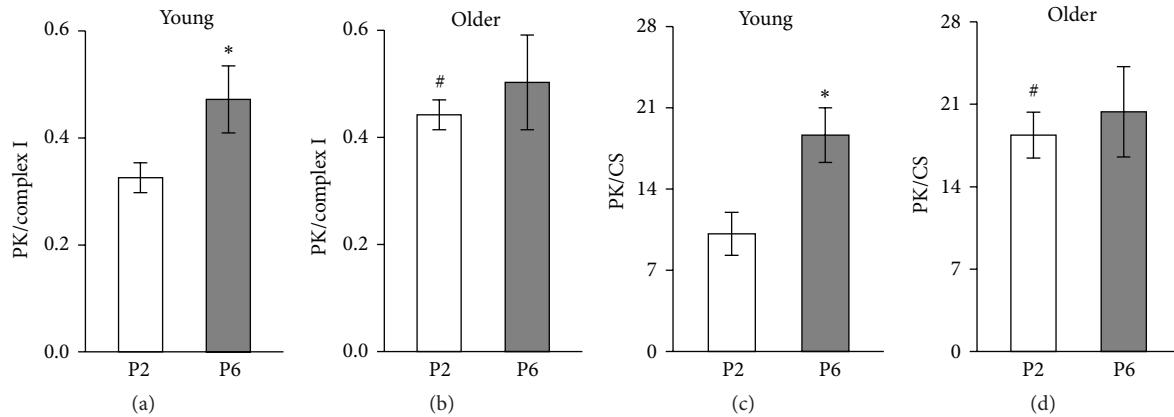 Young
PK/complex I
0.6
0.4
0.2
0.0
*
P2
P6
(a)
Older
PK/complex I
0.6
0.4
0.2
0.0
#
P2
P6
(b)
Young
PK/CS
28
21
14
7
0
*
P2
P6
(c)
Older
PK/CS
28
21
14
7
0
#
P2
P6
(d)